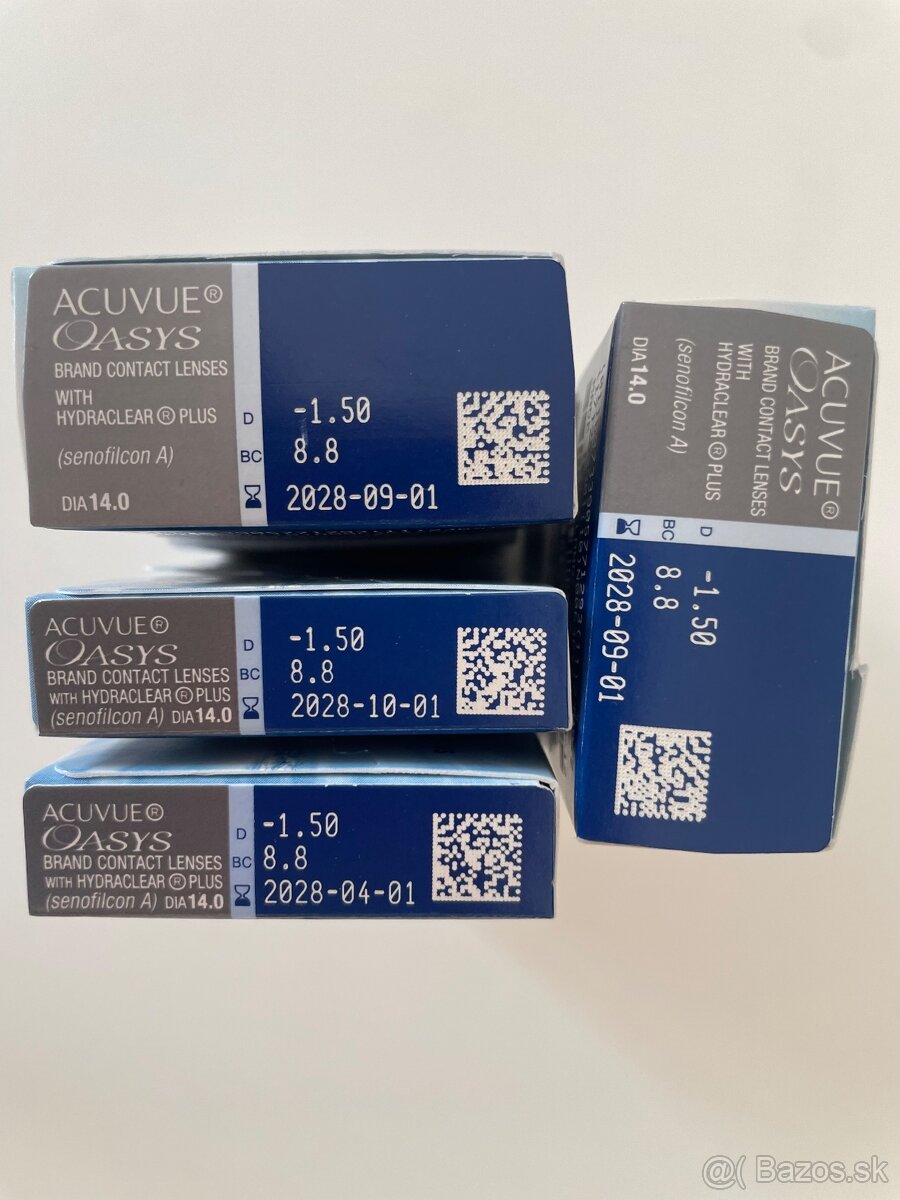 ACUVUE®
OASYS
BRAND CONTACT LENSES
WITH
HYDRACLEAR ® PLUS
(senofilcon A)
DIA 14.0
D -1.50
BC 8.8
2028-09-01
ACUVUE®
OASYS
BRAND CONTACT LENSES
WITH HYDRACLEAR ® PLUS
(senofilcon A) DIA 14.0
D -1.50
BC 8.8
2028-10-01
ACUVUE®
OASYS
BRAND CONTACT LENSES
WITH HYDRACLEAR ® PLUS
(senofilcon A) DIA 14.0
D -1.50
BC 8.8
2028-04-01
ACUVUE®
OASYS
BRAND CONTACT LENSES
WITH
HYDRACLEAR ® PLUS
(senofilcon A)
DIA 14.0
D -1.50
BC 8.8
2028-09-01
@( Bazos.sk